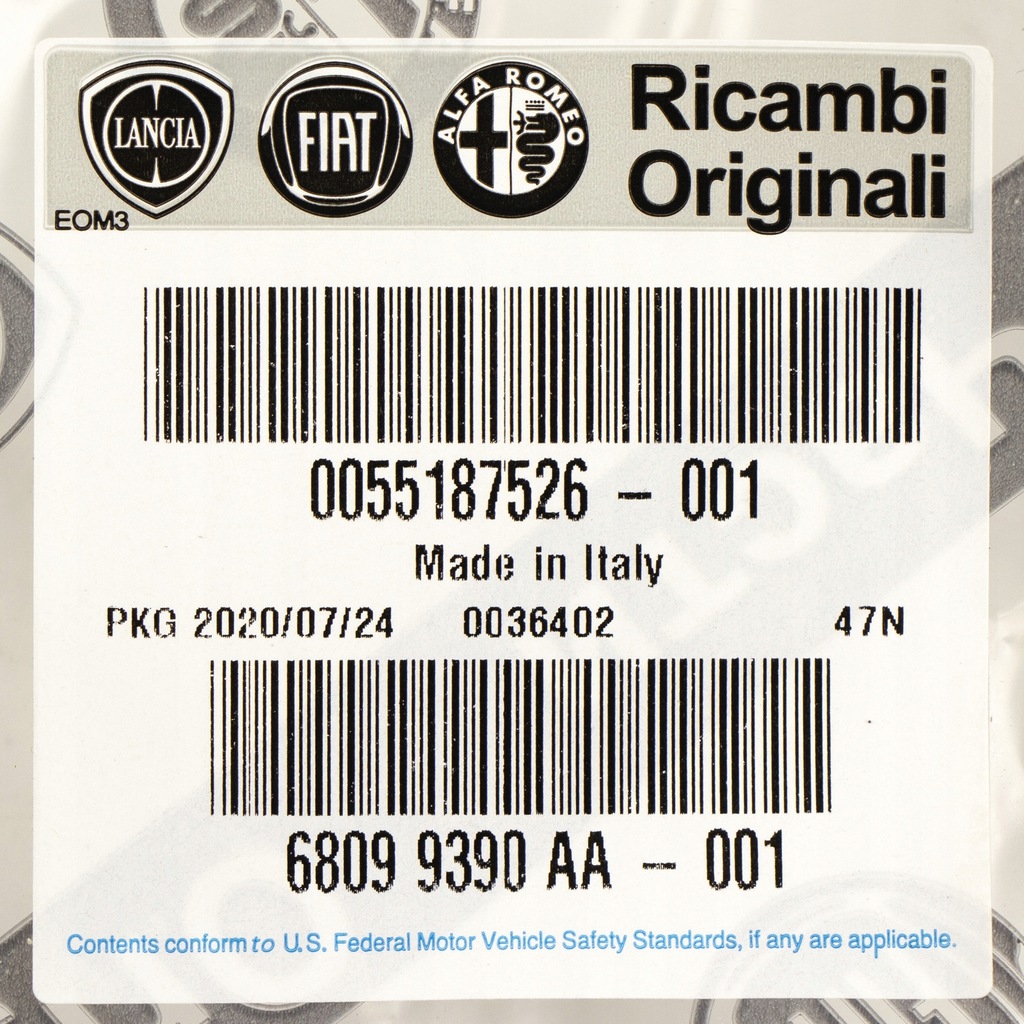 LANCIA
FIAT
ALFA ROMEO
Ricambi
Originali
EOM3
0055187526 - 001
Made in Italy
PKG 2020/07/24 0036402 47N
6809 9390 AA - 001
Contents conform to U.S. Federal Motor Vehicle Safety Standards, if any are applicable.